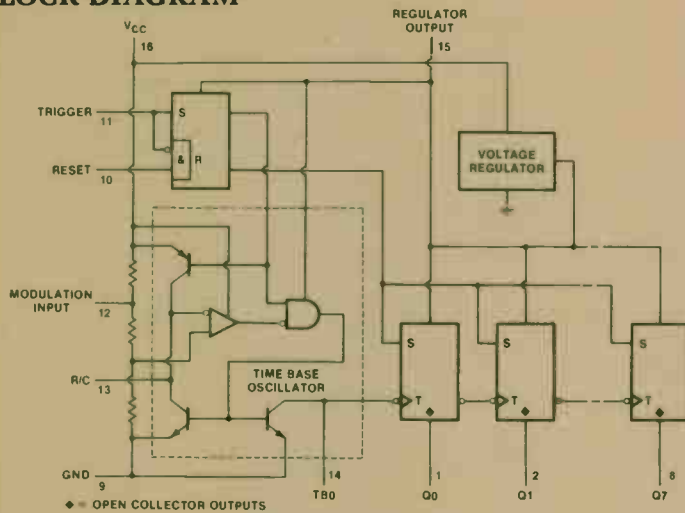 VCC
16
REGULATOR
OUTPUT
15
TRIGGER
11
S
& R
RESET
10
VOLTAGE
REGULATOR
MODULATION
INPUT
12
R/C
13
TIME BASE
OSCILLATOR
S
T
S
T
S
T
GND
9
14
TBO
1
Q0
2
Q1
8
Q7
◆ = OPEN COLLECTOR OUTPUTS